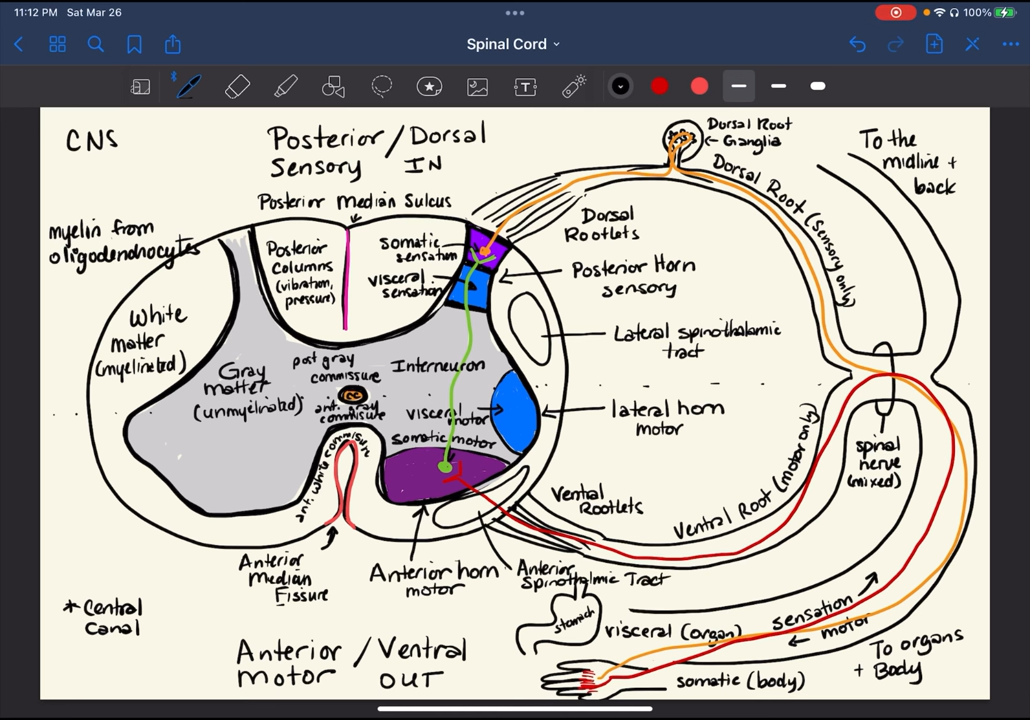 11:12 PM Sat Mar 26
100%
Spinal Cord
CNS
Posterior / Dorsal
Sensory IN
Dorsal Root
Ganglia
To the
midline +
back
Posterior Median Sulcus
myelin from
oligodendrocytes
Posterior
Columns
(vibration,
pressure)
somatic
sensation
visceral
sensation
Dorsal
Rootlets
Dorsal Root (Sensory only)
Posterior Horn
sensory
White
matter
(myelinated)
Lateral spinothalamic
tract
post gray
commissure
Interneuron
Gray
matter
(unmyelinated)
ant. gray
commisure
visceral
motor
lateral horn
motor
Somatic motor
ant. white commisure
spinal
nerve
(mixed)
Ventral
Rootlets
Ventral Root (motor only)
Anterior
Median
Fissure
Anterior horn
motor
Anterior
Spinothalmic Tract
* Central
Canal
stomach
visceral (organ)
sensation
motor
Anterior / Ventral
motor OUT
somatic (body)
To organs
+ Body